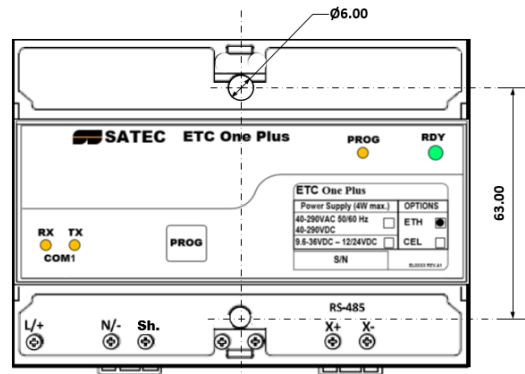 Ø6.00
SATEC ETC One Plus
PROG
RDY
63.00
ETC One Plus
Power Supply (4W max.) OPTIONS
40-290VAC 50/60 Hz
40-290VDC
ETH
9.6-36VDC – 12/24VDC
CEL
S/N
RX TX
COM1
PROG
RS-485
L/+ N/- Sh. X+ X-